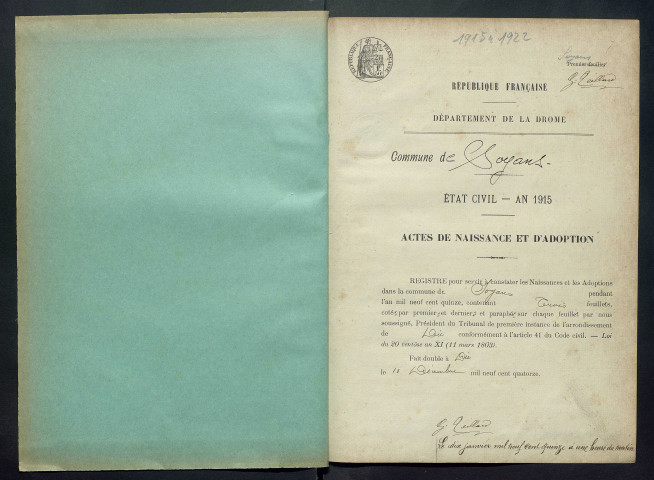 1915 à 1922
Soyans
Premier feuillet
G Taillard
RÉPUBLIQUE FRANÇAISE
RÉPUBLIQUE FRANÇAISE
DÉPARTEMENT DE LA DROME
Commune de Soyans
ÉTAT CIVIL — AN 1915
ACTES DE NAISSANCE ET D'ADOPTION
REGISTRE pour servir à constater les Naissances et les Adoptions
dans la commune de Soyans pendant
l'an mil neuf cent quinze, contenant Trois feuillets,
cotés par premier et dernier, et paraphés sur chaque feuillet par nous
soussigné, Président du Tribunal de première instance de l'arrondissement
de Die conformément à l'article 41 du Code civil. — Loi
du 20 ventôse an XI (11 mars 1803).
Fait double à Die
le 11 Décembre mil neuf cent quatorze.
G Taillard
Le dix janvier mil neuf cent quinze a une heure du matin